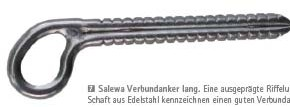 7 Salewa Verbundanker lang. Eine ausgeprägte Riffelu
Schaft aus Edelstahl kennzeichnen einen guten Verbunda